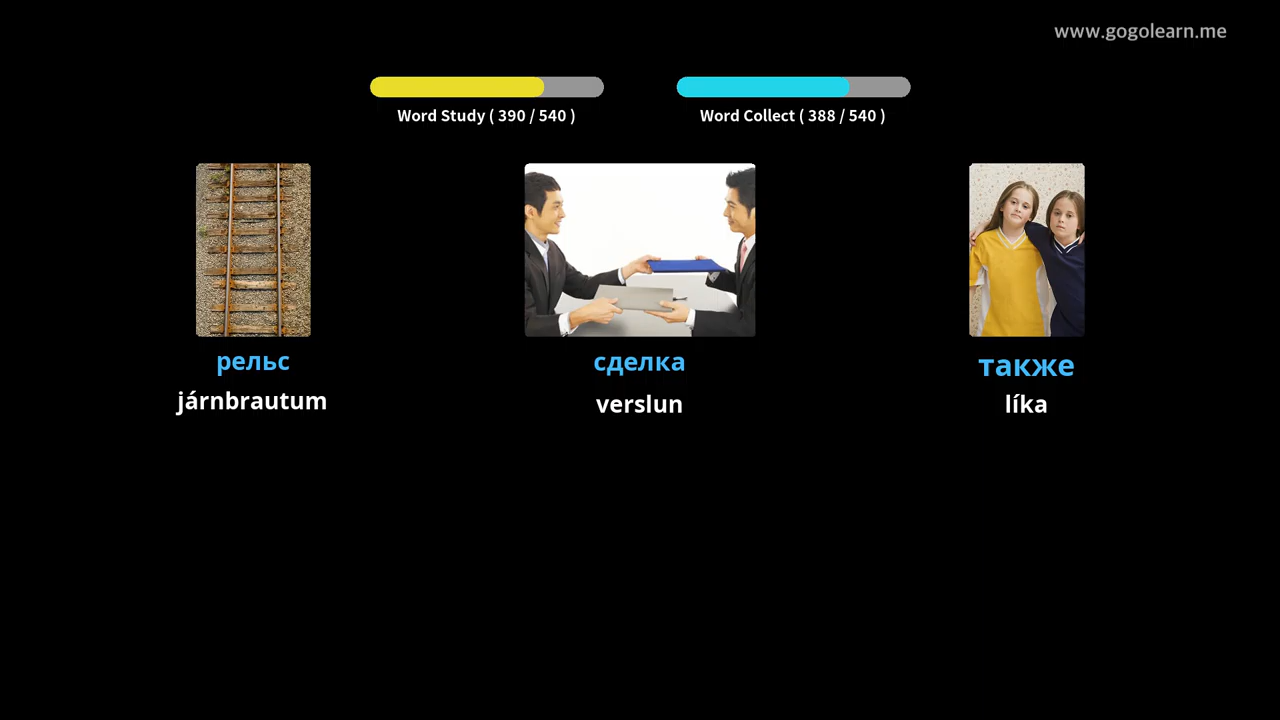 www.gogolearn.me
Word Study ( 390 / 540 )
Word Collect ( 388 / 540 )
рельс
járnbrautum
сделка
verslun
также
líka